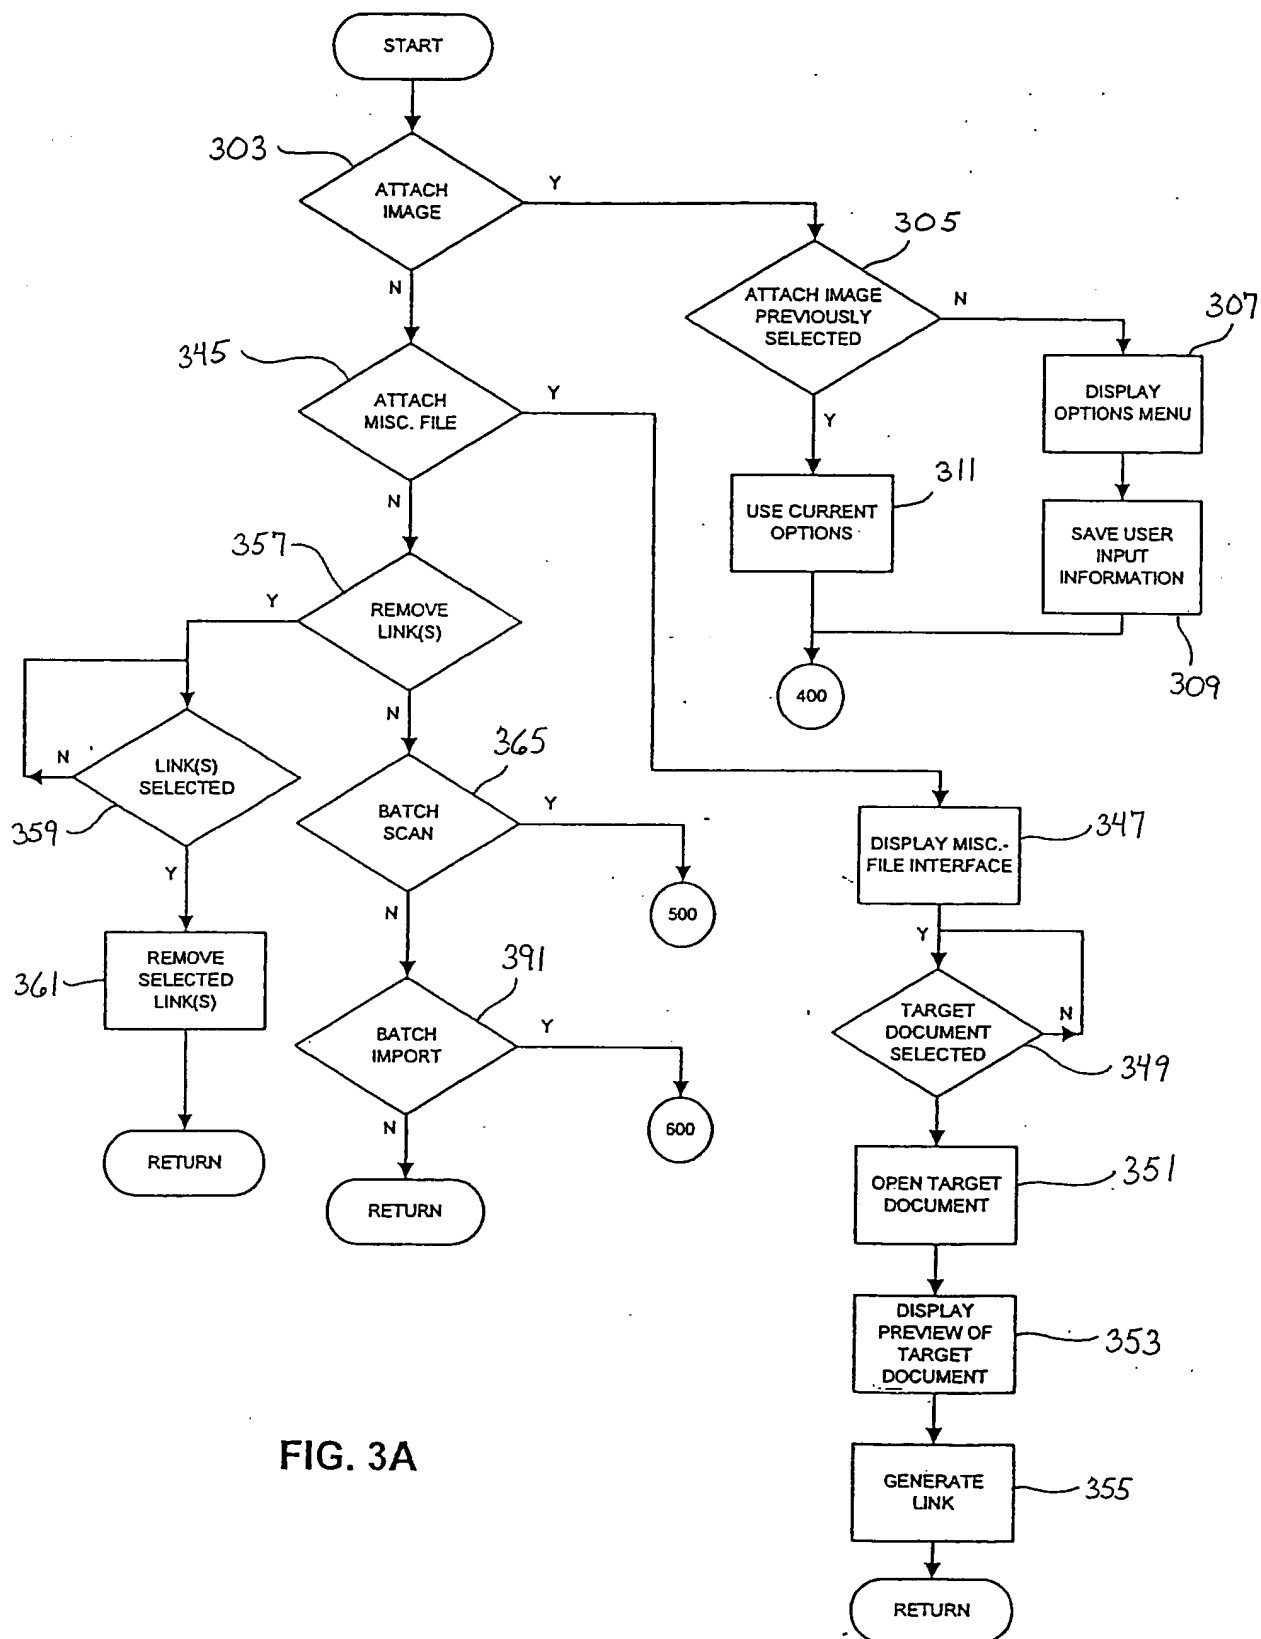 START
303
ATTACH
IMAGE
Y
N
305
ATTACH IMAGE
PREVIOUSLY
SELECTED
N
Y
307
DISPLAY
OPTIONS MENU
345
ATTACH
MISC. FILE
Y
N
311
USE CURRENT
OPTIONS
SAVE USER
INPUT
INFORMATION
309
400
357
REMOVE
LINK(S)
Y
N
LINK(S)
SELECTED
N
Y
359
365
BATCH
SCAN
Y
N
500
347
DISPLAY MISC.-
FILE INTERFACE
Y
361
REMOVE
SELECTED
LINK(S)
391
BATCH
IMPORT
Y
N
600
TARGET
DOCUMENT
SELECTED
N
349
RETURN
RETURN
OPEN TARGET
DOCUMENT
351
DISPLAY
PREVIEW OF
TARGET
DOCUMENT
353
GENERATE
LINK
355
RETURN
FIG. 3A